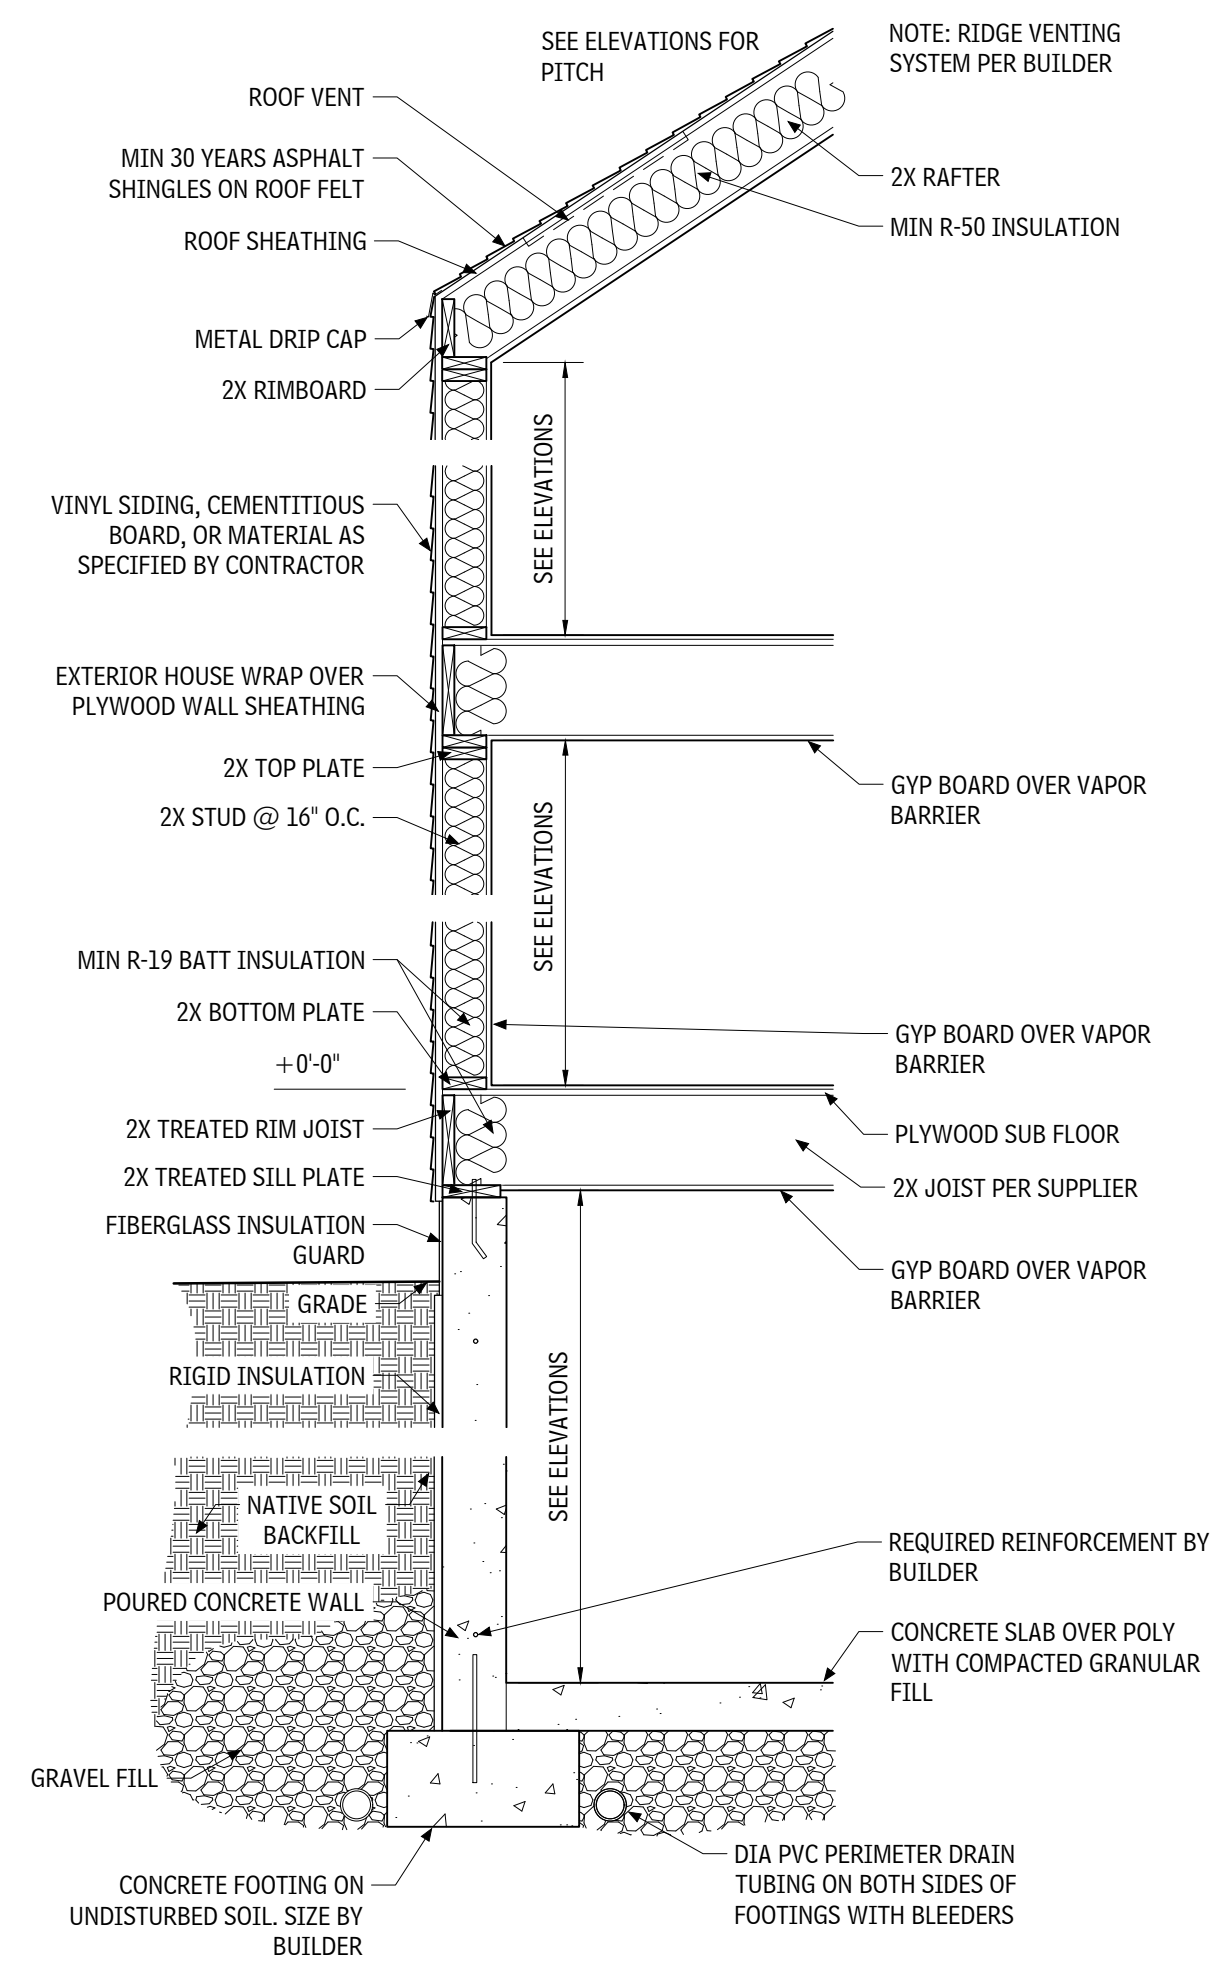 SEE ELEVATIONS FOR
PITCH
NOTE: RIDGE VENTING
SYSTEM PER BUILDER
ROOF VENT
MIN 30 YEARS ASPHALT
SHINGLES ON ROOF FELT
ROOF SHEATHING
2X RAFTER
MIN R-50 INSULATION
METAL DRIP CAP
2X RIMBOARD
SEE ELEVATIONS
VINYL SIDING, CEMENTITIOUS
BOARD, OR MATERIAL AS
SPECIFIED BY CONTRACTOR
EXTERIOR HOUSE WRAP OVER
PLYWOOD WALL SHEATHING
2X TOP PLATE
2X STUD @ 16" O.C.
GYP BOARD OVER VAPOR
BARRIER
SEE ELEVATIONS
MIN R-19 BATT INSULATION
2X BOTTOM PLATE
+0'-0"
GYP BOARD OVER VAPOR
BARRIER
2X TREATED RIM JOIST
PLYWOOD SUB FLOOR
2X TREATED SILL PLATE
2X JOIST PER SUPPLIER
FIBERGLASS INSULATION
GUARD
GYP BOARD OVER VAPOR
BARRIER
GRADE
RIGID INSULATION
SEE ELEVATIONS
NATIVE SOIL
BACKFILL
REQUIRED REINFORCEMENT BY
BUILDER
POURED CONCRETE WALL
CONCRETE SLAB OVER POLY
WITH COMPACTED GRANULAR
FILL
GRAVEL FILL
DIA PVC PERIMETER DRAIN
TUBING ON BOTH SIDES OF
FOOTINGS WITH BLEEDERS
CONCRETE FOOTING ON
UNDISTURBED SOIL. SIZE BY
BUILDER